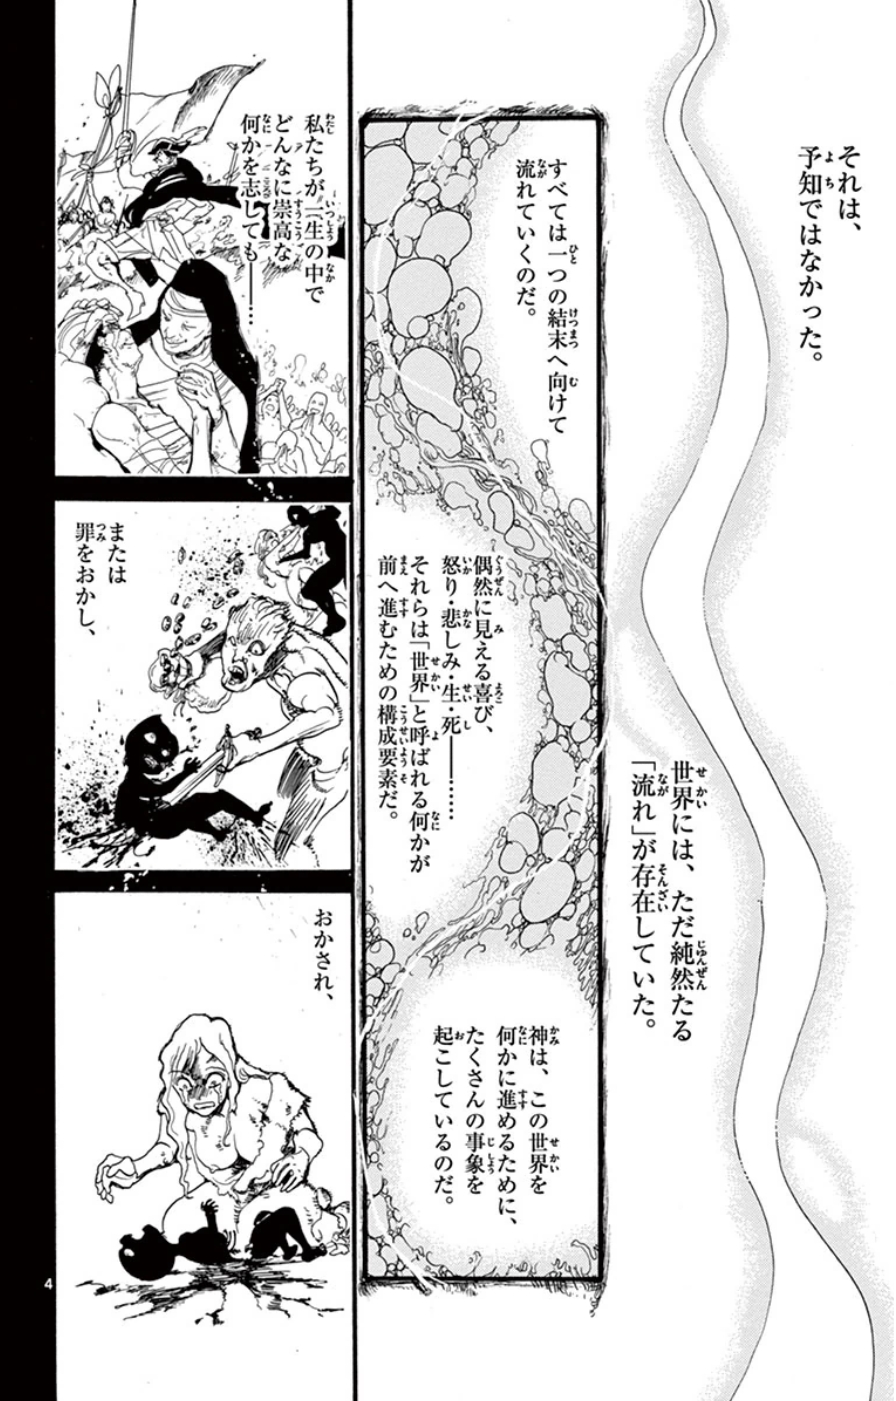 それは、
予知ではなかった。
世界には、ただ純然たる
「流れ」が存在していた。
すべては一つの結末へ向けて
流れていくのだ。
偶然に見える喜び、
怒り・悲しみ・生・死───……
それらは「世界」と呼ばれる何かが
前へ進むための構成要素だ。
神は、この世界を
何かに進めるために、
たくさんの事象を
起こしているのだ。
私たちが一生の中で
どんなに崇高な
何かを志しても──…
または
罪をおかし、
おかされ、
4